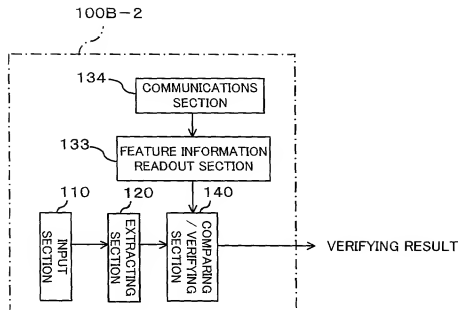 100B-2
134
COMMUNICATIONS
SECTION
133
FEATURE INFORMATION
READOUT SECTION
110
120
140
INPUT
SECTION
EXTRACTING
SECTION
COMPARING
/VERIFYING
SECTION
VERIFYING RESULT